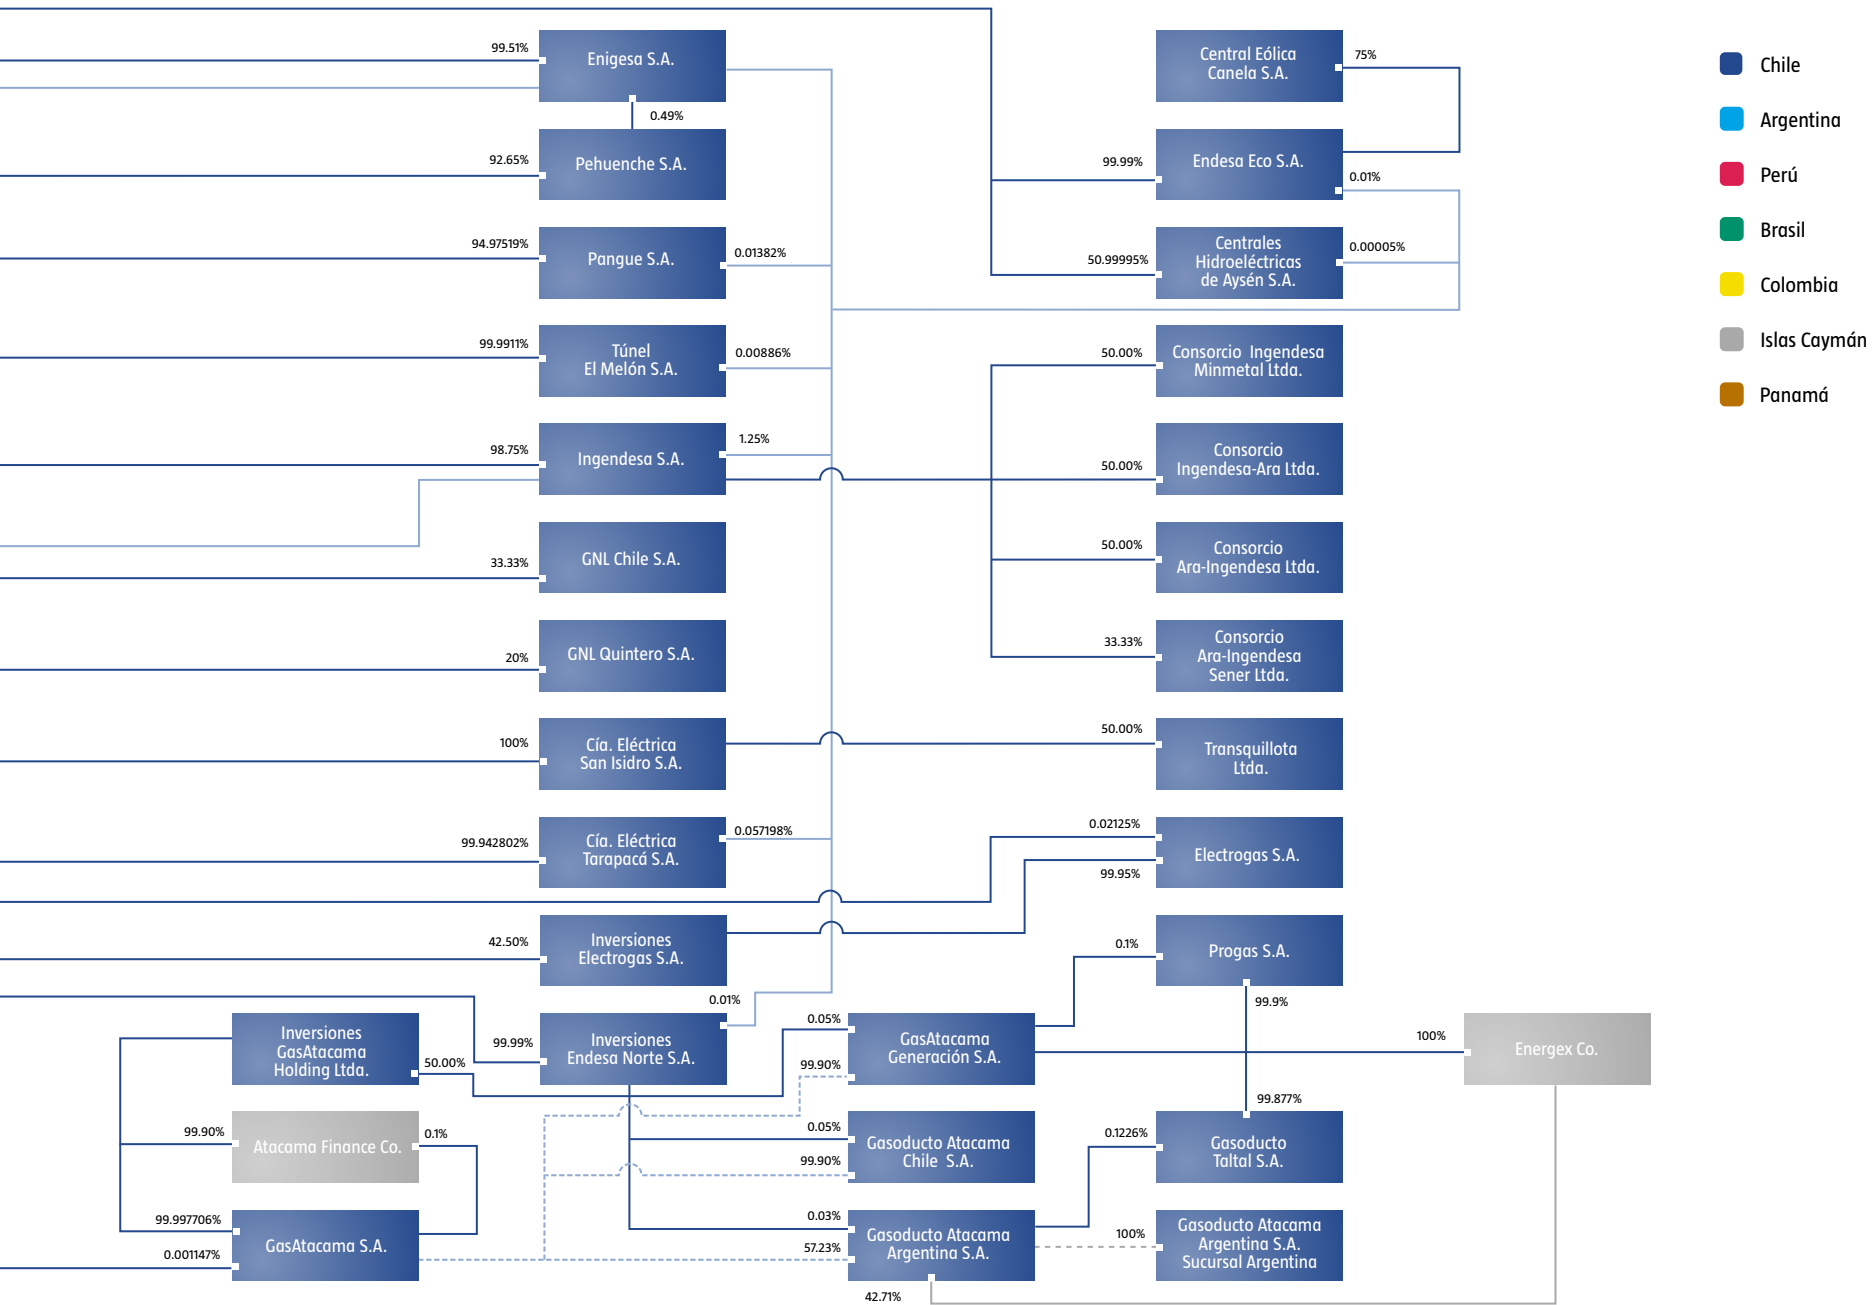 99.51%
Enigesa S.A.
0.49%
92.65%
Pehuenche S.A.
94.97519%
Pangue S.A.
0.01382%
99.9911%
Túnel
El Melón S.A.
0.00886%
98.75%
Ingendesa S.A.
1.25%
33.33%
GNL Chile S.A.
20%
GNL Quintero S.A.
100%
Cía. Eléctrica
San Isidro S.A.
99.942802%
Cía. Eléctrica
Tarapacá S.A.
0.057198%
42.50%
Inversiones
Electrogas S.A.
0.01%
99.99%
Inversiones
Endesa Norte S.A.
Inversiones
GasAtacama
Holding Ltda.
50.00%
99.90%
Atacama Finance Co.
0.1%
99.997706%
0.001147%
GasAtacama S.A.
0.05%
99.90%
GasAtacama
Generación S.A.
0.05%
99.90%
Gasoducto Atacama
Chile S.A.
0.03%
57.23%
Gasoducto Atacama
Argentina S.A.
42.71%
Central Eólica
Canela S.A.
75%
99.99%
Endesa Eco S.A.
0.01%
50.99995%
Centrales
Hidroeléctricas
de Aysén S.A.
0.00005%
50.00%
Consorcio Ingendesa
Minmetal Ltda.
50.00%
Consorcio
Ingendesa-Ara Ltda.
50.00%
Consorcio
Ara-Ingendesa Ltda.
33.33%
Consorcio
Ara-Ingendesa
Sener Ltda.
50.00%
Transquillota
Ltda.
0.02125%
99.95%
Electrogas S.A.
0.1%
Progas S.A.
99.9%
100%
Energex Co.
99.877%
0.1226%
Gasoducto
Taltal S.A.
100%
Gasoducto Atacama
Argentina S.A.
Sucursal Argentina
Chile
Argentina
Perú
Brasil
Colombia
Islas Caymán
Panamá